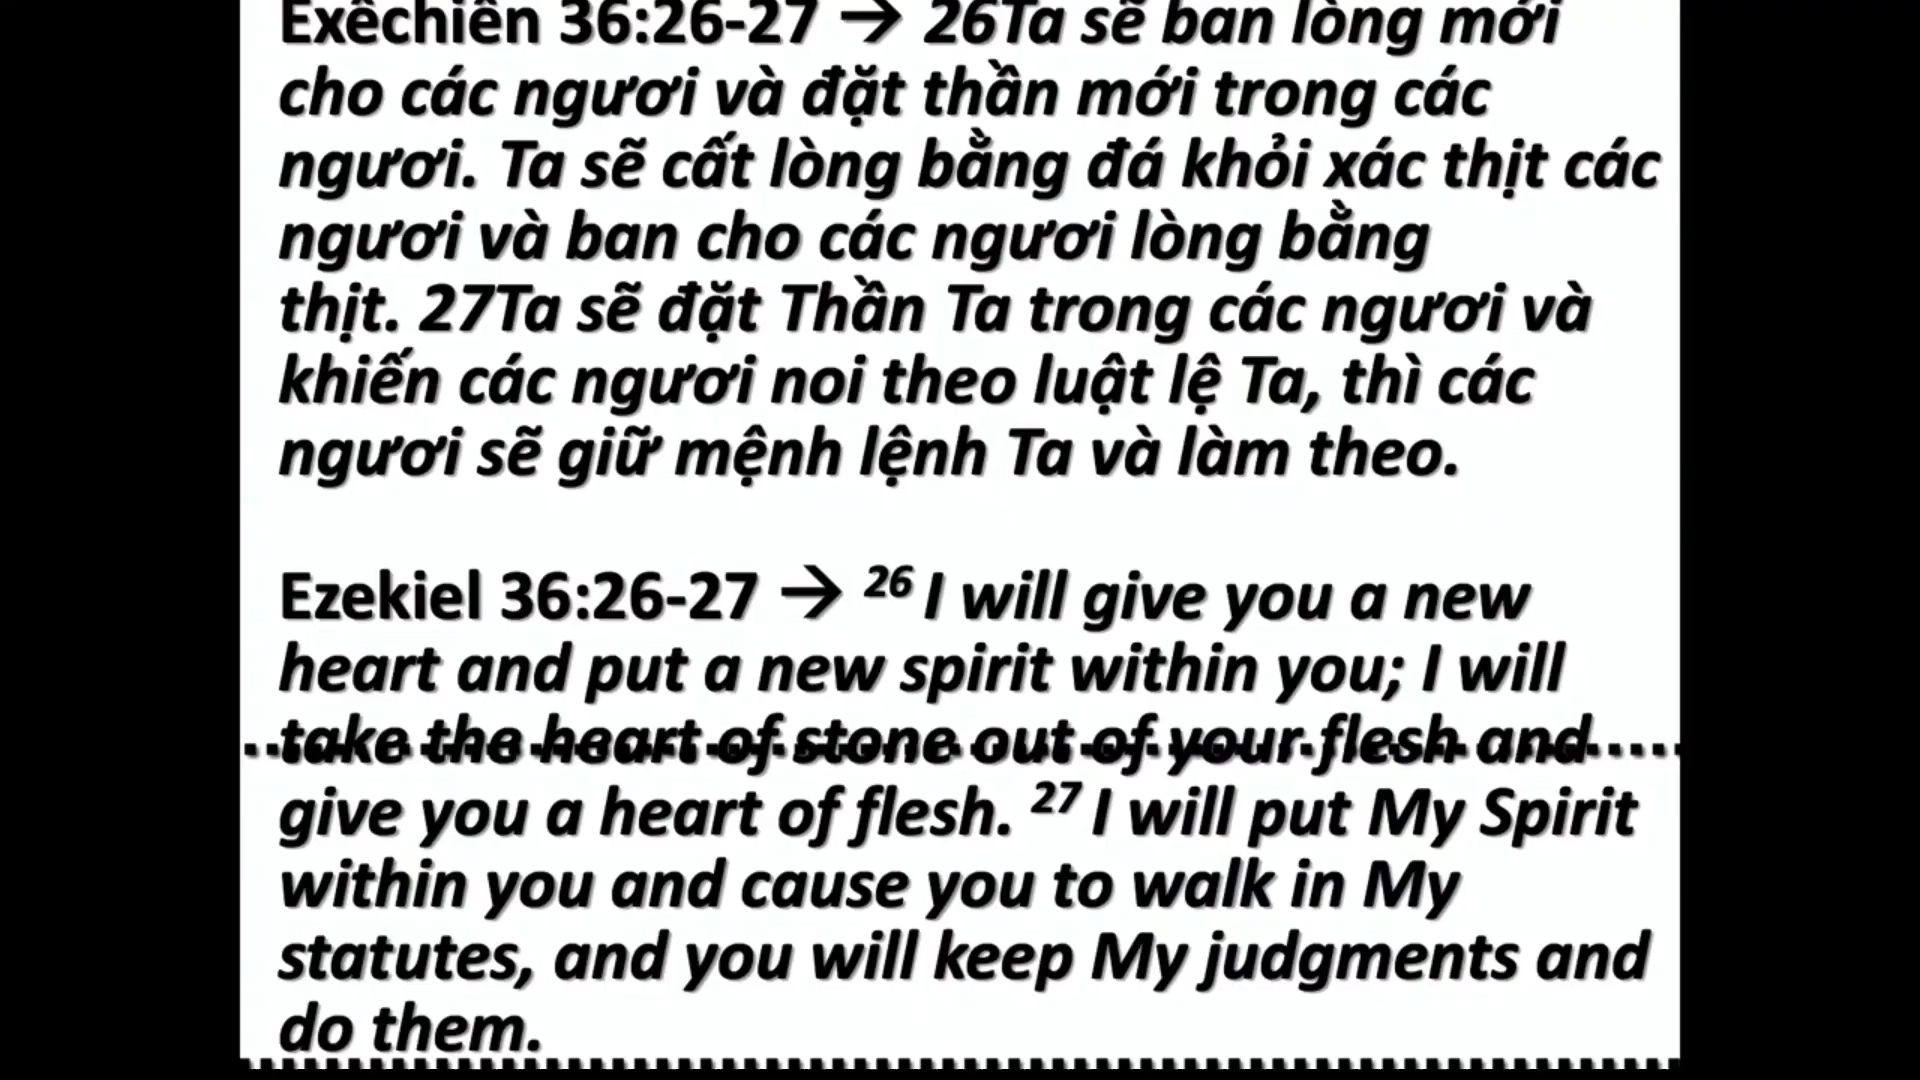 Exêchiên 36:26-27 → 26Ta sẽ ban lòng mới
cho các ngươi và đặt thần mới trong các
ngươi. Ta sẽ cất lòng bằng đá khỏi xác thịt các
ngươi và ban cho các ngươi lòng bằng
thịt. 27Ta sẽ đặt Thần Ta trong các ngươi và
khiến các ngươi noi theo luật lệ Ta, thì các
ngươi sẽ giữ mệnh lệnh Ta và làm theo.
Ezekiel 36:26-27 → 26 I will give you a new
heart and put a new spirit within you; I will
take the heart of stone out of your flesh and
give you a heart of flesh. 27 I will put My Spirit
within you and cause you to walk in My
statutes, and you will keep My judgments and
do them.